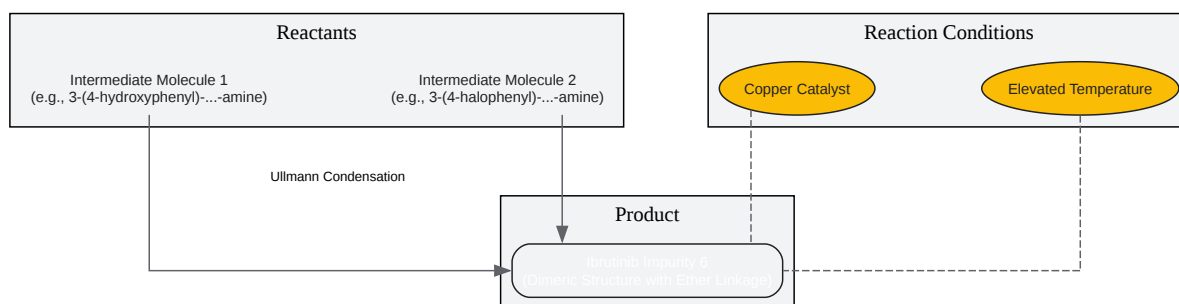 Reactants
Intermediate Molecule 1
(e.g., 3-(4-hydroxyphenyl)-...-amine)
Intermediate Molecule 2
(e.g., 3-(4-halophenyl)-...-amine)
Reaction Conditions
Copper Catalyst
Elevated Temperature
Ullmann Condensation
Product
Ibrutinib Impurity 6
(Dimeric Structure with Ether Linkage)